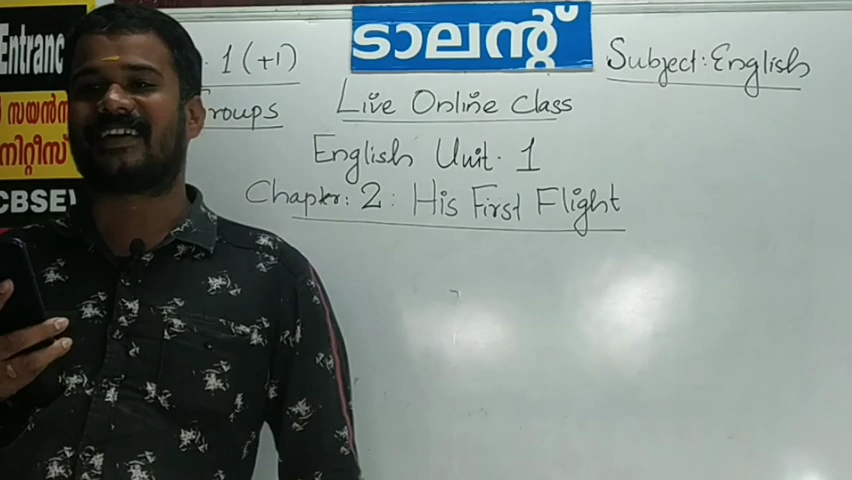 Entranc
സയൻസ
നിറ്റീസ്
CBSE
. 1 (+1)
roups
ടാലന്റ്
Subject: English
Live Online Class
English Unit. 1
Chapter: 2: His First Flight